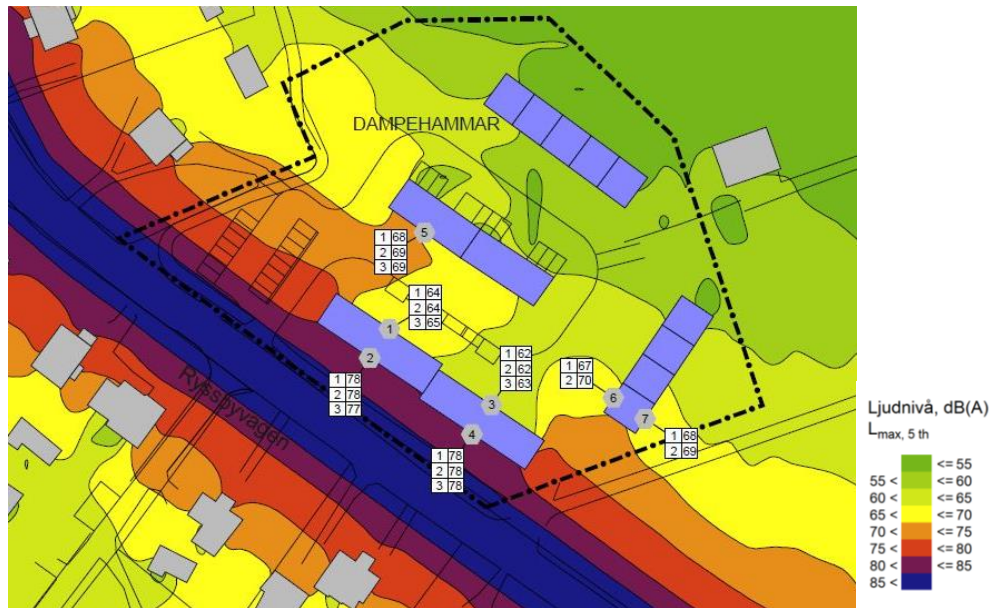 DAMPEHAMMAR
5
1 68
2 69
3 69
1 64
2 64
3 65
1
2
1 62
2 62
3 63
1 67
2 70
1 78
2 78
3 77
Ryssbyvägen
3
6
7
4
1 68
2 69
1 78
2 78
3 78
Ljudnivå, dB(A)
Lmax, 5 th
<= 55
55 < <= 60
60 < <= 65
65 < <= 70
70 < <= 75
75 < <= 80
80 < <= 85
85 <